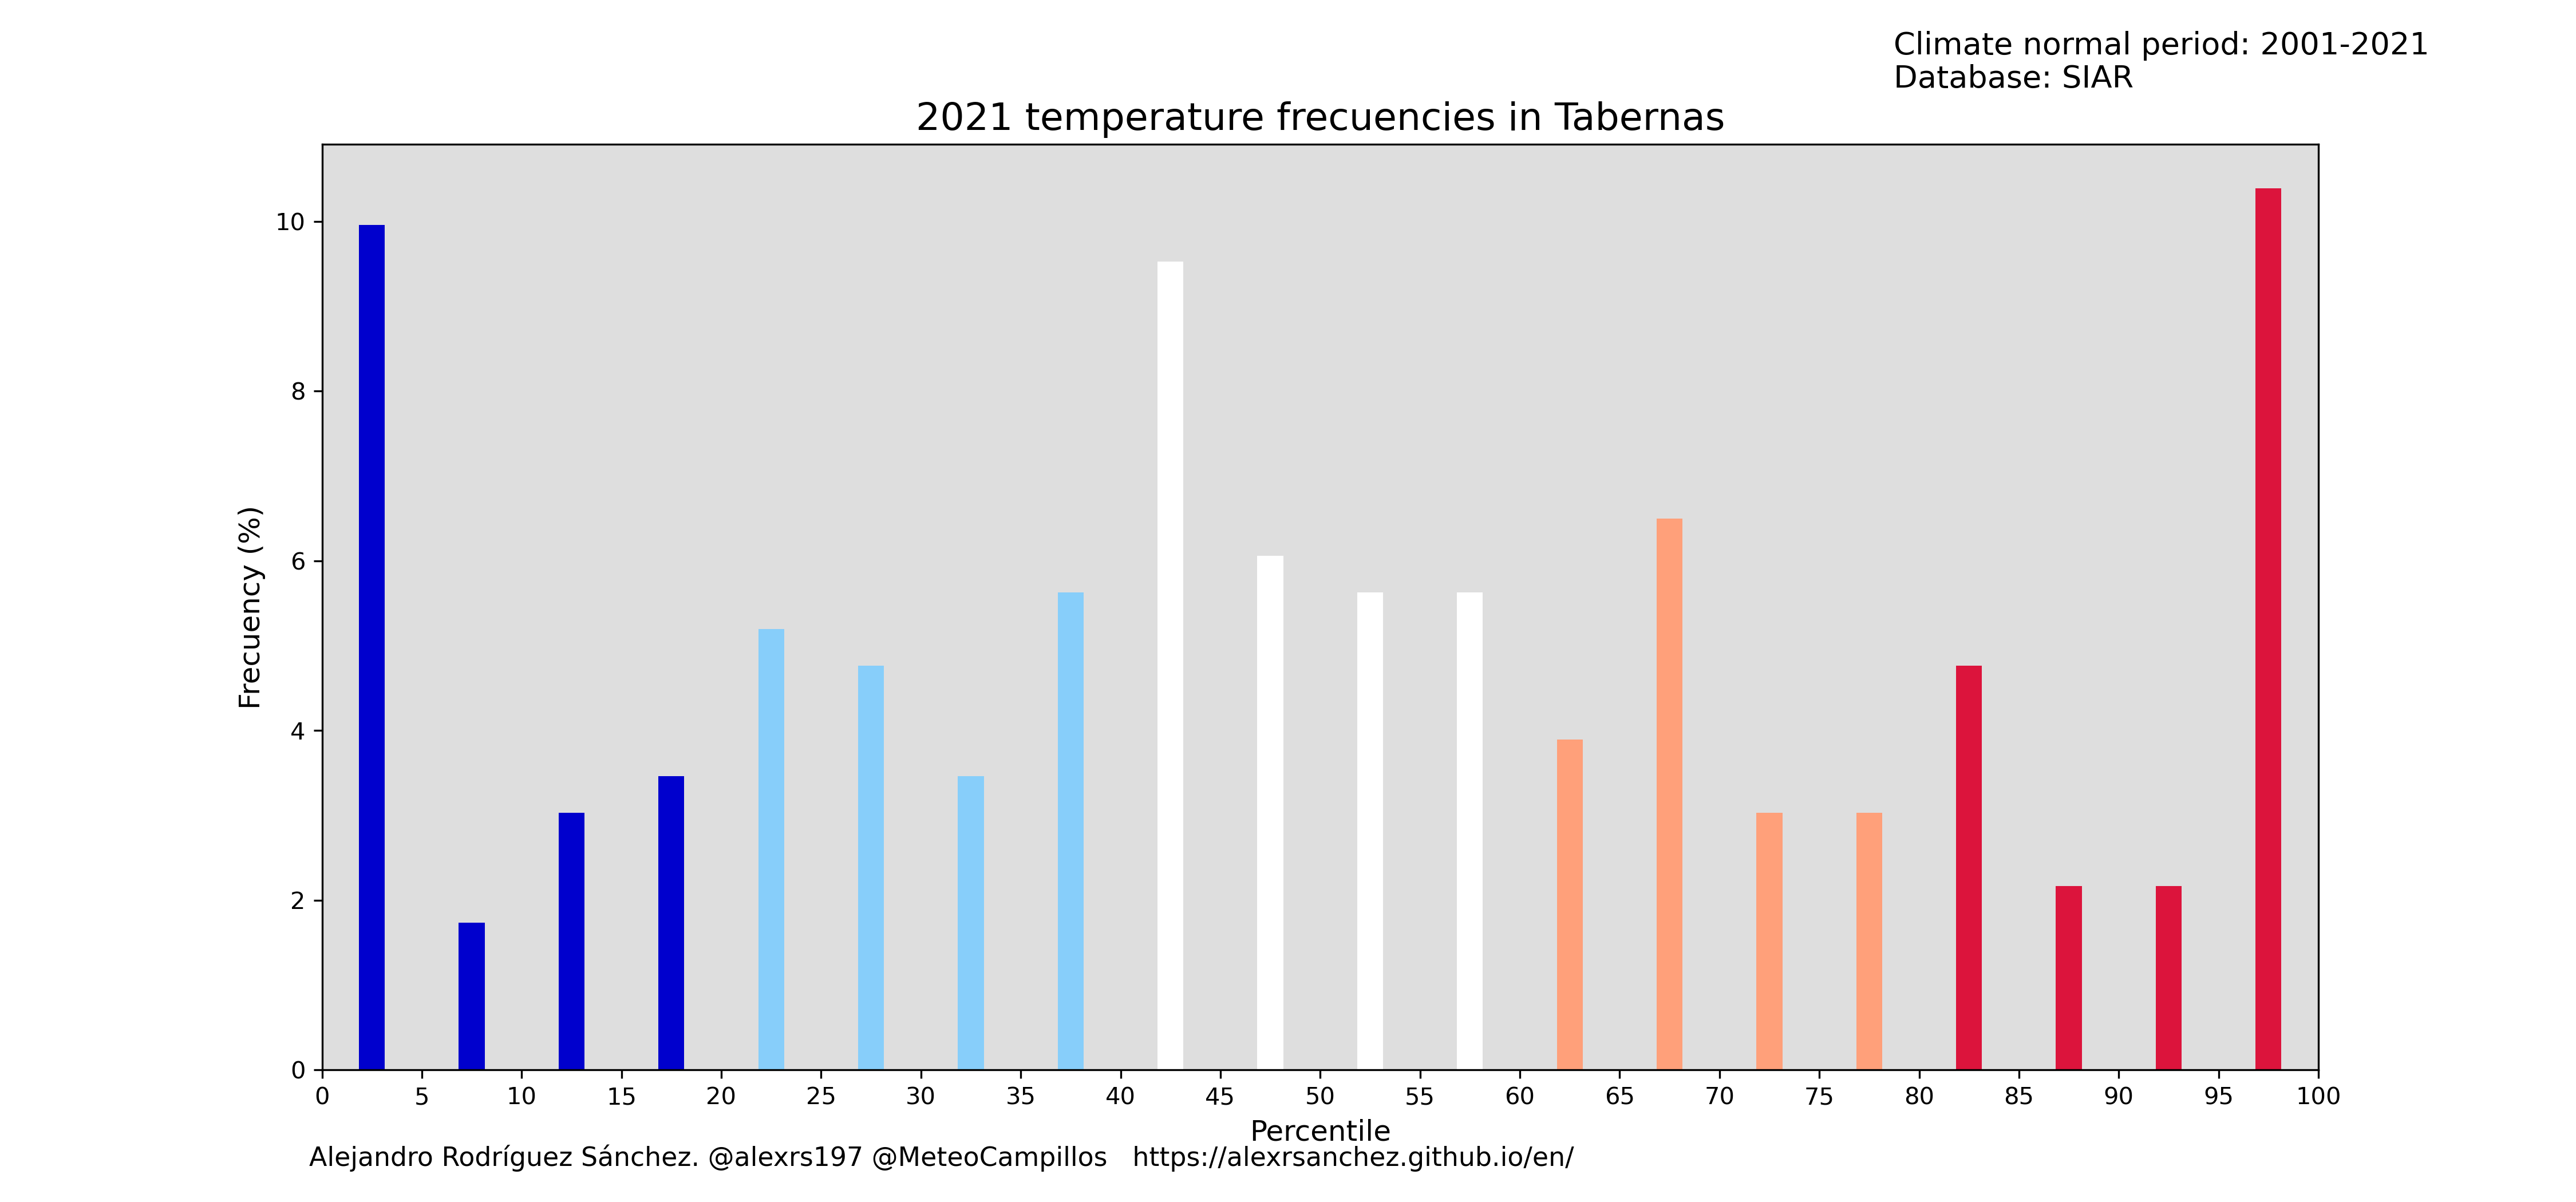 Climate normal period: 2001-2021
Database: SIAR
2021 temperature frecuencies in Tabernas
Frecuency (%)
10
8
6
4
2
0
0 5 10 15 20 25 30 35 40 45 50 55 60 65 70 75 80 85 90 95 100
Percentile
Alejandro Rodríguez Sánchez. @alexrs197 @MeteoCampillos https://alexrsanchez.github.io/en/